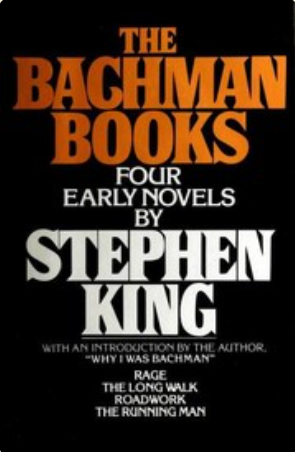 THE
BACHMAN
BOOKS
FOUR
EARLY NOVELS
BY
STEPHEN
KING
WITH AN INTRODUCTION BY THE AUTHOR,
"WHY I WAS BACHMAN"
RAGE
THE LONG WALK
ROADWORK
THE RUNNING MAN